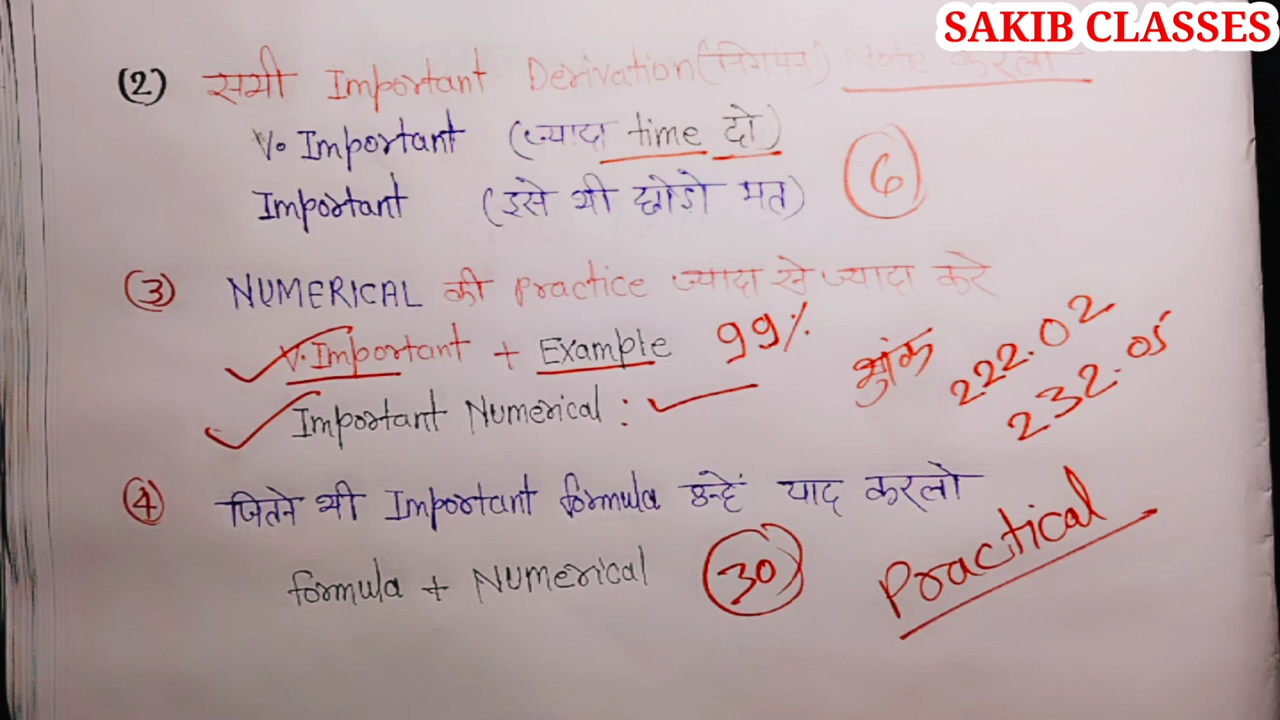 SAKIB CLASSES
(2) सभी Important Derivation (निगमन) Note करलो
V. Important (ज्यादा time दो)
Important (इसे भी छोडो मत) 6
(3) NUMERICAL की Practice ज्यादा से ज्यादा करे
V. Important + Example 99%
Important Numerical :
222.02
232.05
(4) जितने भी Important formula उन्हें याद करलो
formula + Numerical 30
Practical